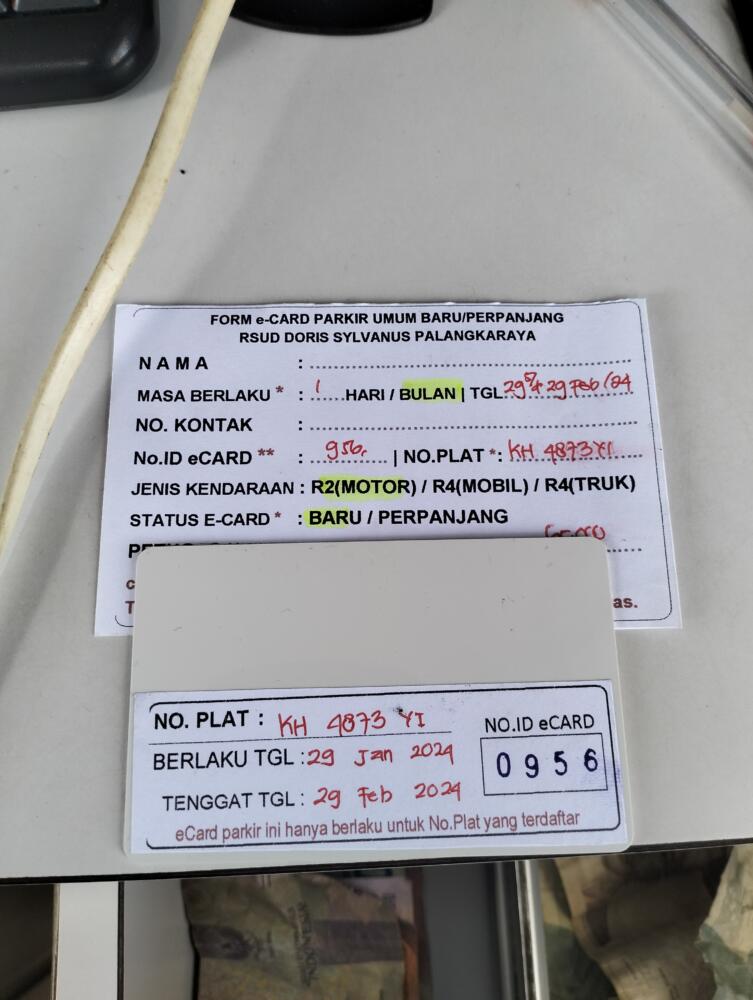 FORM e-CARD PARKIR UMUM BARU/PERPANJANG
RSUD DORIS SYLVANUS PALANGKARAYA
NAMA :
MASA BERLAKU * : 1 HARI / BULAN | TGL: 29 29 Feb/24
NO. KONTAK :
No.ID eCARD ** : 956. | NO.PLAT *: KH 4873 YI
JENIS KENDARAAN : R2(MOTOR) / R4(MOBIL) / R4(TRUK)
STATUS E-CARD * : BARU / PERPANJANG
as.
NO. PLAT : KH 4873 YI
NO.ID eCARD
BERLAKU TGL : 29 Jan 2024
0956
TENGGAT TGL : 29 Feb 2024
eCard parkir ini hanya berlaku untuk No.Plat yang terdaftar